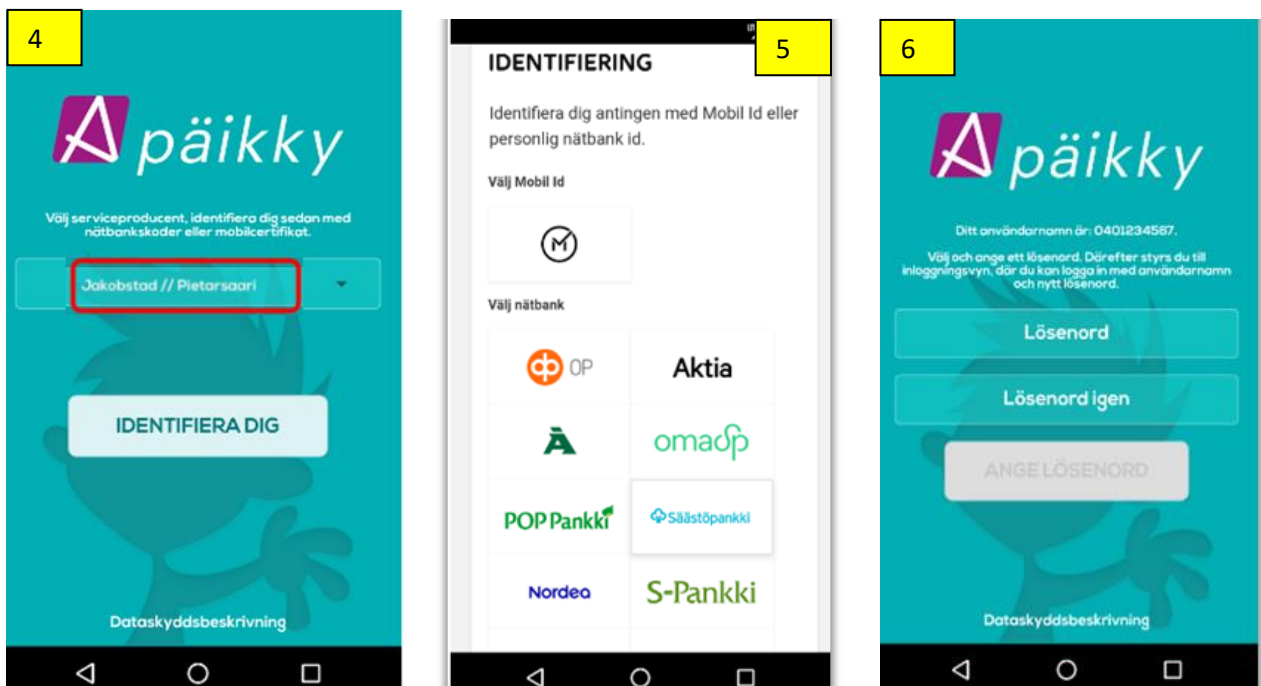 4
A päikky
Välj serviceproducent, identifiera dig sedan med
nätbankskoder eller mobilcertifikat.
Jakobstad // Pietarsaari
IDENTIFIERA DIG
Dataskyddsbeskrivning
5
IDENTIFIERING
Identifiera dig antingen med Mobil Id eller
personlig nätbank id.
Välj Mobil Id
M
Välj nätbank
OP
Aktia
Å
omasp
POP Pankki
Säästöpankki
Nordea
S-Pankki
6
A päikky
Ditt användarnamn är: 0401234567.
Välj och ange ett lösenord. Därefter styrs du till
inloggningsvyn, där du kan logga in med användarnamn
och nytt lösenord.
Lösenord
Lösenord igen
ANGE LÖSENORD
Dataskyddsbeskrivning